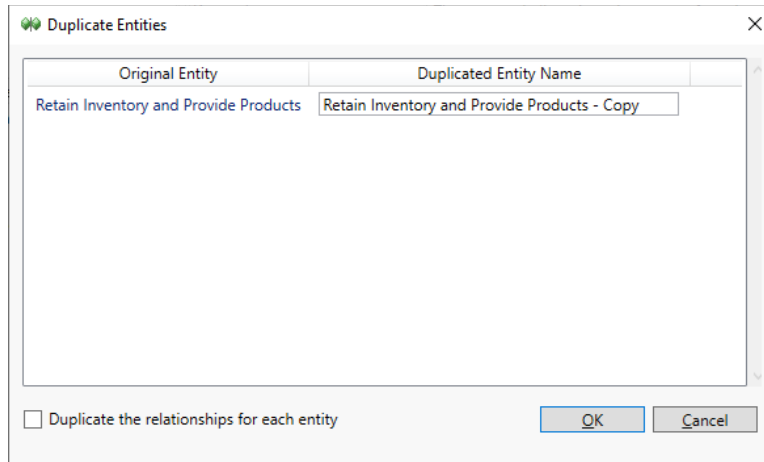 Duplicate Entities
Original Entity Duplicated Entity Name
Retain Inventory and Provide Products Retain Inventory and Provide Products - Copy
Duplicate the relationships for each entity OK Cancel